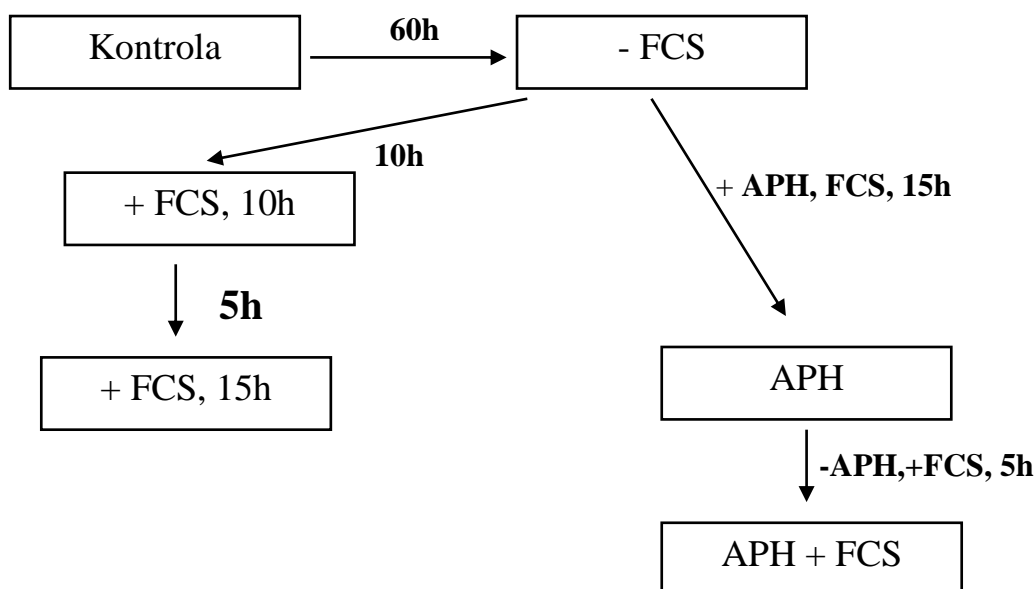 60h
Kontrola
- FCS
10h
+ APH, FCS, 15h
+ FCS, 10h
5h
+ FCS, 15h
APH
-APH,+FCS, 5h
APH + FCS